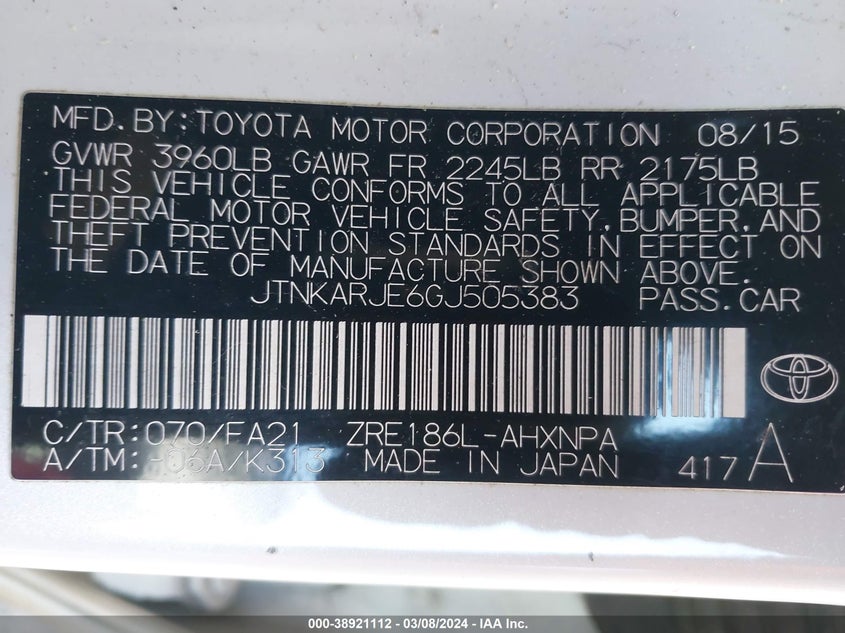 MFD.BY:TOYOTA MOTOR CORPORATION 08/15
GVWR 3960LB GAWR FR 2245LB RR 2175LB
THIS VEHICLE CONFORMS TO ALL APPLICABLE
FEDERAL MOTOR VEHICLE SAFETY,BUMPER,AND
THEFT PREVENTION STANDARDS IN EFFECT ON
THE DATE OF MANUFACTURE SHOWN ABOVE.
JTNKARJE6GJ505383 PASS.CAR
C/TR:070/FA21 ZRE186L-AHXNPA
A/TM:-06A/K313 MADE IN JAPAN 417 A
000-38921112 - 03/08/2024 - IAA Inc.